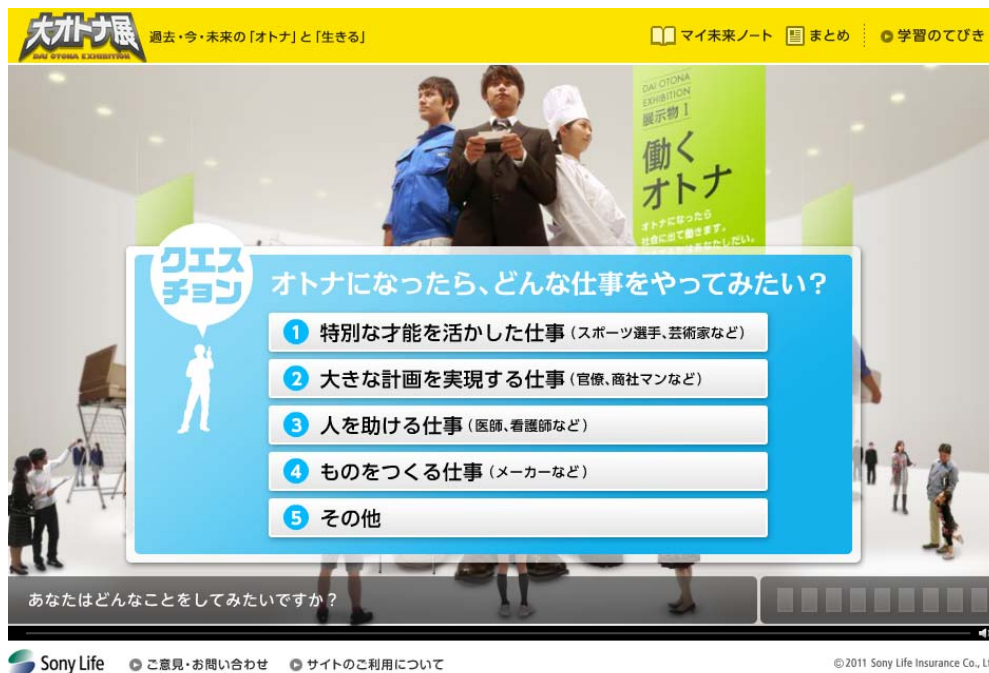 大オトナ展
DAI OTONA EXHIBITION
過去・今・未来の「オトナ」と「生きる」
マイ未来ノート
まとめ
学習のてびき
DAI OTONA
EXHIBITION
展示物 I
働く
オトナ
オトナになったら
社会に出て働きます。
クエス
チョン
オトナになったら、どんな仕事をやってみたい?
1 特別な才能を活かした仕事(スポーツ選手、芸術家など)
2 大きな計画を実現する仕事(官僚、商社マンなど)
3 人を助ける仕事(医師、看護師など)
4 ものをつくる仕事(メーカーなど)
5 その他
あなたはどんなことをしてみたいですか?
Sony Life
ご意見・お問い合わせ
サイトのご利用について
©2011 Sony Life Insurance Co.,